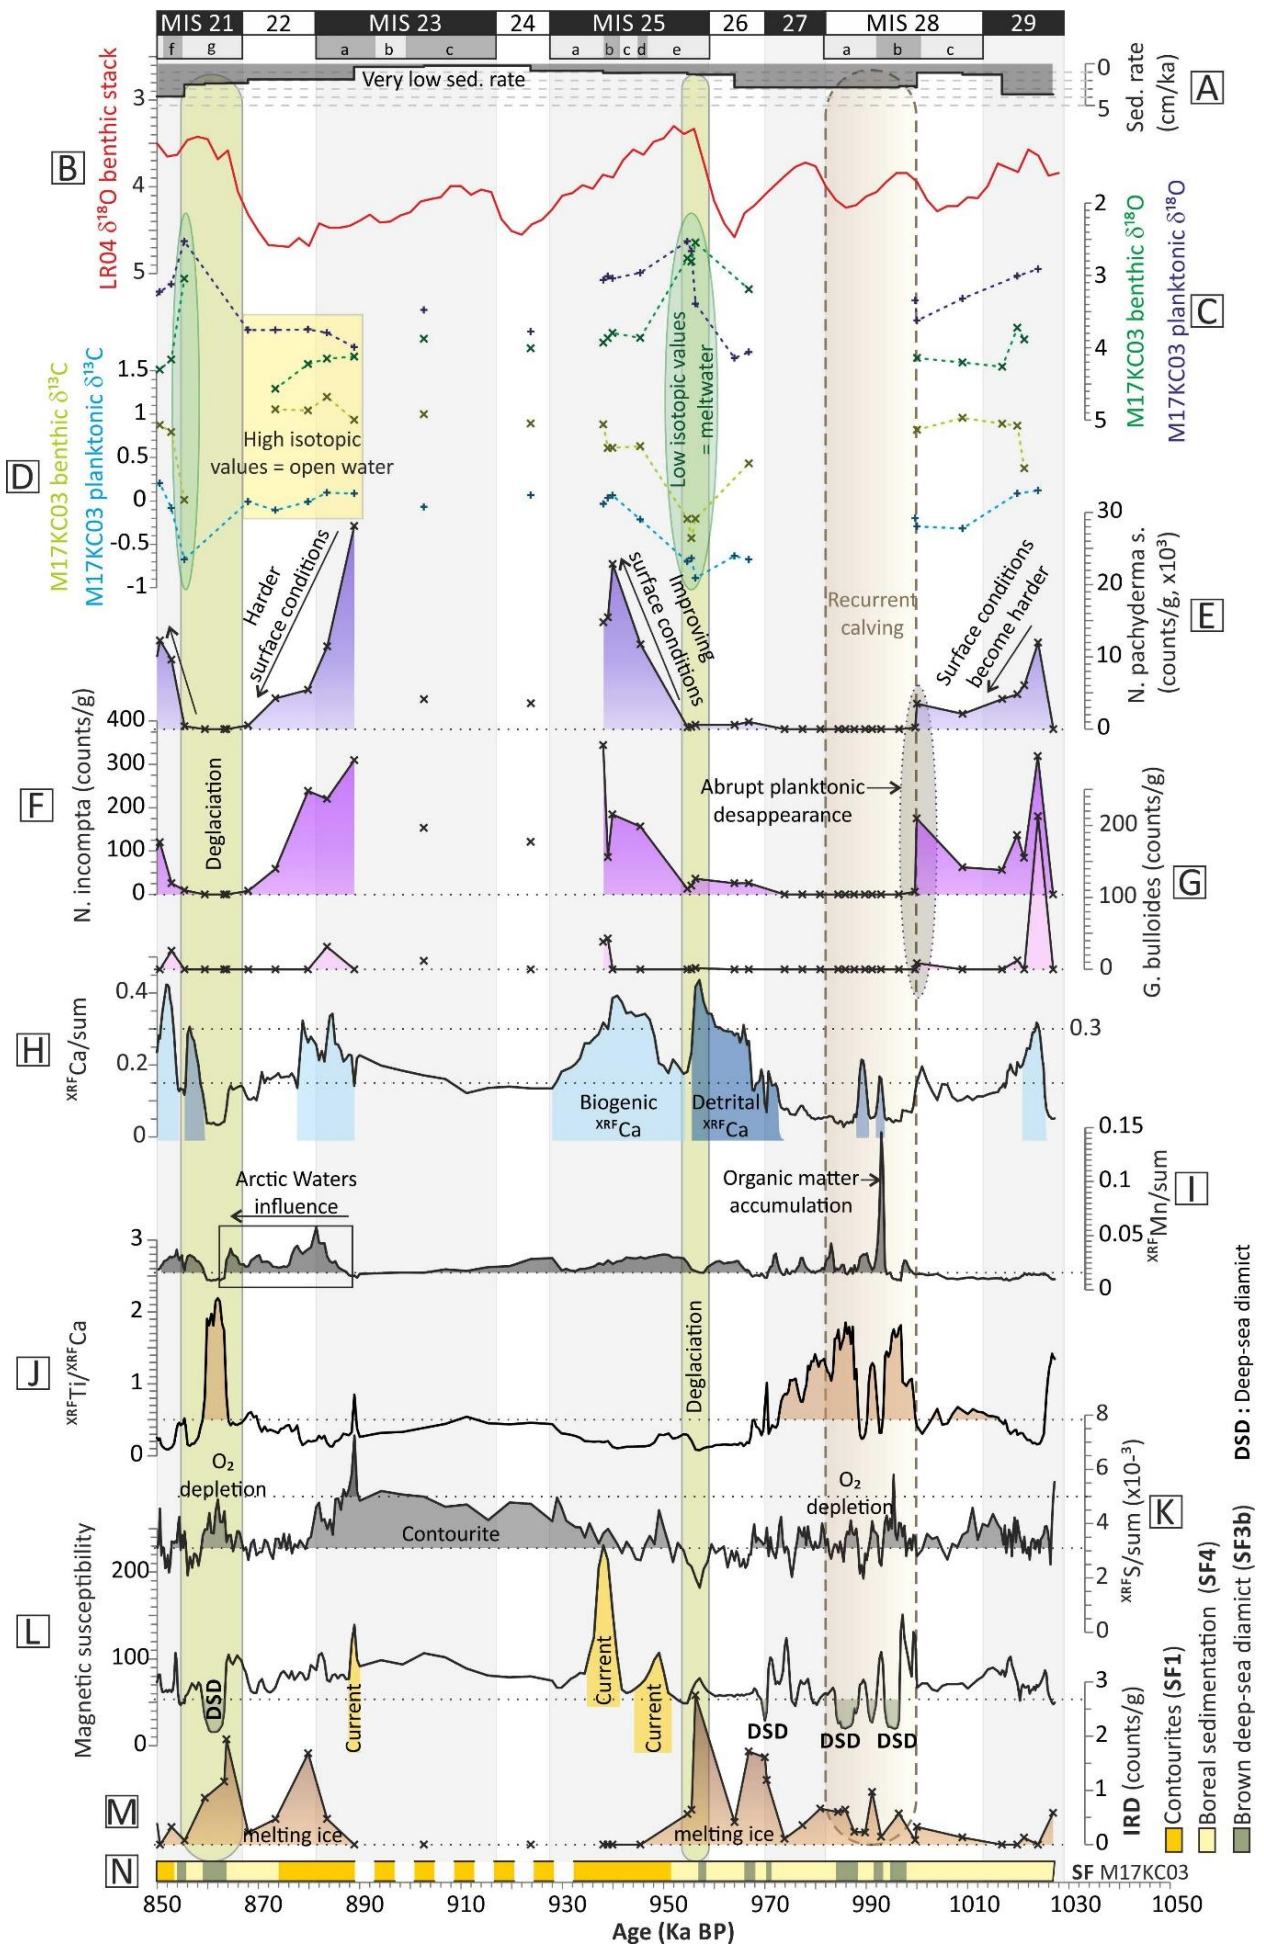 MIS 21 22 MIS 23 24 MIS 25 26 27 MIS 28 29
f g a b c a b c d e a b c
Very low sed. rate
0
5
Sed. rate
(cm/ka)
A
3
4
5
LR04 δ¹⁸O benthic stack
B
2
3
4
5
M17KC03 benthic δ¹⁸O
M17KC03 planktonic δ¹⁸O
C
1.5
1
0.5
0
-0.5
-1
M17KC03 benthic δ¹³C
M17KC03 planktonic δ¹³C
D
High isotopic
values = open water
Low isotopic values
= meltwater
30
20
10
0
N. pachyderma s.
(counts/g, x10³)
E
Harder
surface conditions
Improving
surface conditions
Recurrent
calving
Surface conditions
become harder
400
300
200
100
0
N. incompta (counts/g)
F
Deglaciation
Abrupt planktonic
desappearance
200
100
0
G. bulloides (counts/g)
G
0.4
0.2
0
XRFCa/sum
H
0.3
Biogenic
XRFCa
Detrital
XRFCa
0.15
0.1
0.05
0
XRFMn/sum
I
Arctic Waters
influence
Organic matter
accumulation
3
2
1
0
XRFTi/XRFCa
J
Deglaciation
8
6
4
2
0
XRFS/sum (x10⁻³)
K
O₂
depletion
Contourite
O₂
depletion
200
100
0
Magnetic susceptibility
L
DSD
Current
Current
Current
DSD
DSD
DSD
3
2
1
0
IRD (counts/g)
M
melting ice
melting ice
N
SF M17KC03
850 870 890 910 930 950 970 990 1010 1030 1050
Age (Ka BP)
Contourites (SF1)
Boreal sedimentation (SF4)
Brown deep-sea diamict (SF3b)
DSD : Deep-sea diamict